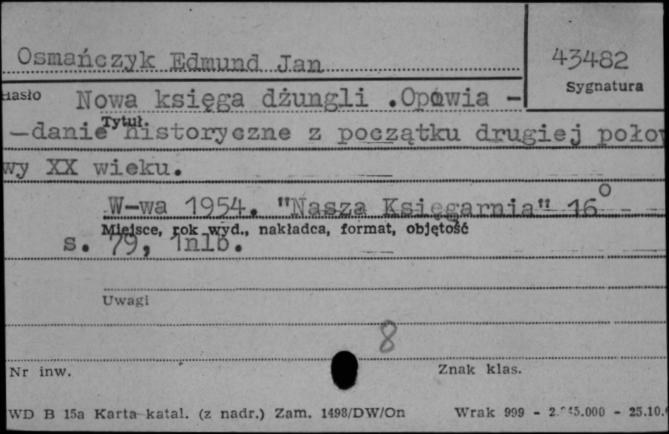 Osmańczyk Edmund Jan
43482
Hasło
Sygnatura
Nowa księga dżungli .Opowia -
Tytuł.
-danie historyczne z początku drugiej poło
wy XX wieku.
W-wa 1954. "Nasza Księgarnia" 16°
Miejsce, rok wyd., nakładca, format, objętość
s. 79, 1nlb.
Uwagi
8
Nr inw.
Znak klas.
WD B 15a Karta katal. (z nadr.) Zam. 1498/DW/On
Wrak 999 - - 25.10.